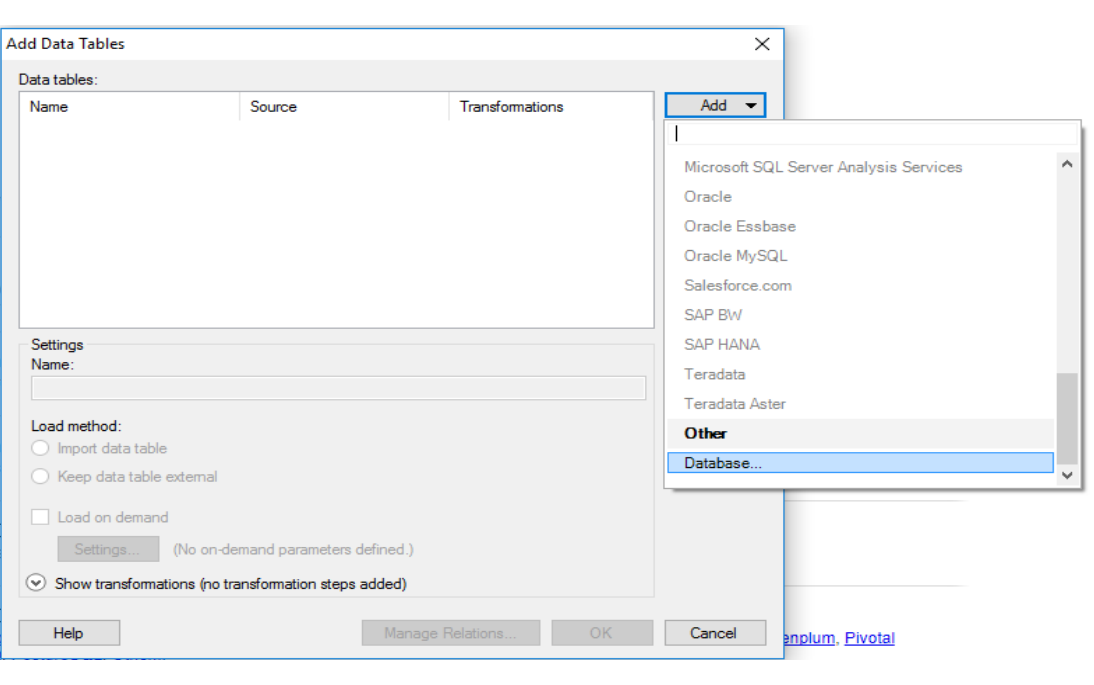 Add Data Tables
Data tables:
Name Source Transformations
Add
Microsoft SQL Server Analysis Services
Oracle
Oracle Essbase
Oracle MySQL
Salesforce.com
SAP BW
SAP HANA
Teradata
Teradata Aster
Other
Database...
Settings
Name:
Load method:
Import data table
Keep data table external
Load on demand
Settings... (No on-demand parameters defined.)
Show transformations (no transformation steps added)
Help Manage Relations... OK Cancel
enplum, Pivotal